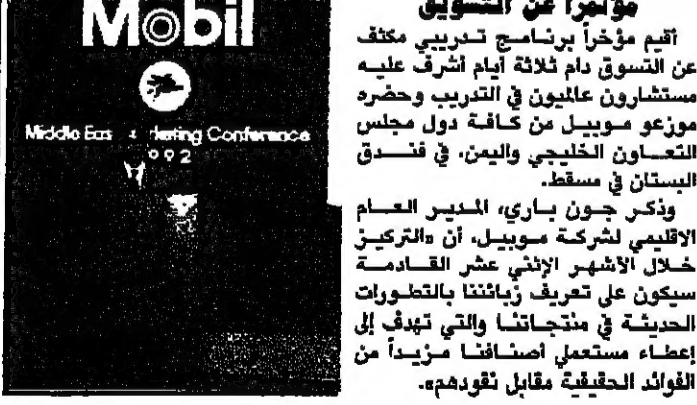 مؤتمراً عن التسويق
أقيم مؤخراً برنامج تدريبي مكثف
عن التسوق دام ثلاثة أيام أشرف عليه
مستشارون عالميون في التدريب وحضره
موزعو موبيل من كافة دول مجلس
التعاون الخليجي واليمن، في فندق
البستان في مسقط.
وذكر جون باري، المدير العام
الاقليمي لشركة موبيل، أن «التركيز
خلال الأشهر الإثني عشر القادمة
سيكون على تعريف زبائننا بالتطورات
الحديثة في منتجاتنا والتي تهدف إلى
إعطاء مستعملي أصنافنا مزيداً من
الفوائد الحقيقية مقابل نقودهم».
Mobil
Middle Conference